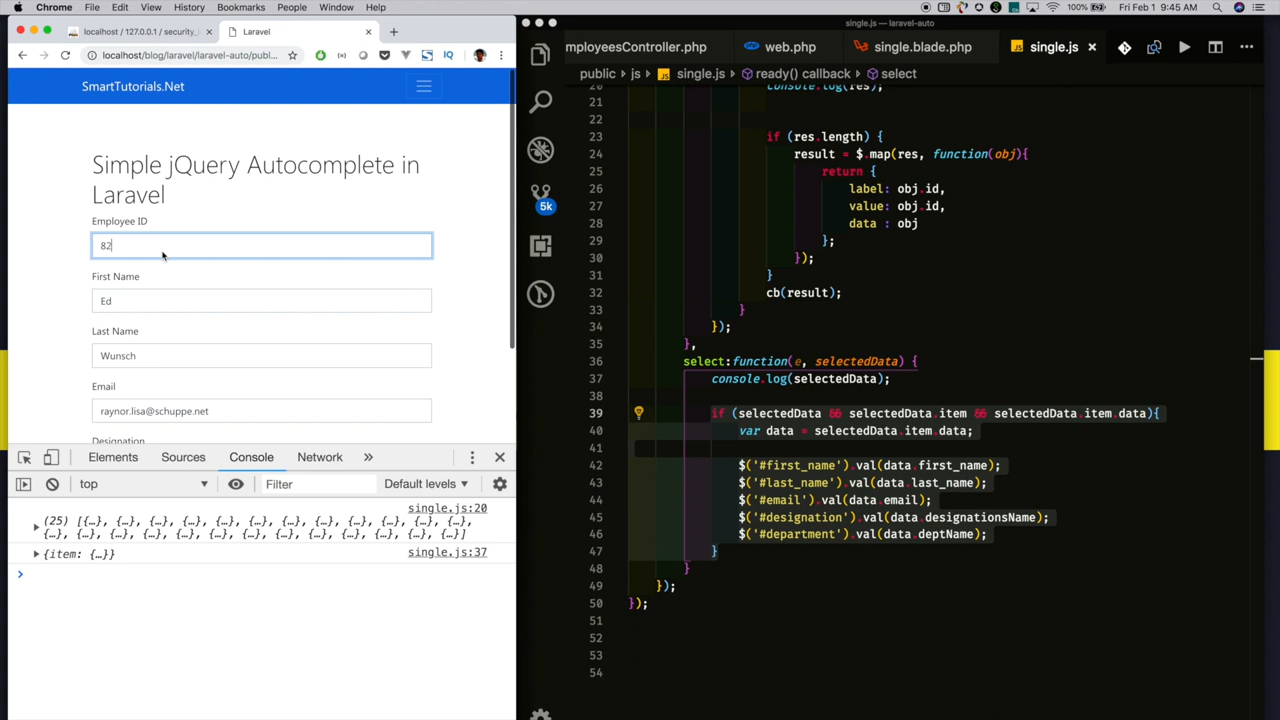 Chrome File Edit View History Bookmarks People Window Help 100% Fri Feb 1 9:45 AM
localhost / 127.0.0.1 / security_ × Laravel × +
localhost/blog/laravel/laravel-auto/publ...
SmartTutorials.Net
Simple jQuery Autocomplete in
Laravel
Employee ID
82
First Name
Ed
Last Name
Wunsch
Email
raynor.lisa@schuppe.net
Designation
Elements Sources Console Network »
top Filter Default levels
single.js:20
(25) [{…}, {…}, {…}, {…}, {…}, {…}, {…}, {…}, {…}, {…},
{…}, {…}, {…}, {…}, {…}, {…}, {…}, {…}, {…}, {…},
{item: {…}} single.js:37
single.js — laravel-auto
mployeesController.php web.php single.blade.php single.js ×
public › js › single.js › ready() callback › select
5k
20 console.log(res);
21
22
23 if (res.length) {
24 result = $.map(res, function(obj){
25 return {
26 label: obj.id,
27 value: obj.id,
28 data : obj
29 };
30 });
31 }
32 cb(result);
33 }
34 });
35 },
36 select:function(e, selectedData) {
37 console.log(selectedData);
38
39 if (selectedData && selectedData.item && selectedData.item.data){
40 var data = selectedData.item.data;
41
42 $('#first_name').val(data.first_name);
43 $('#last_name').val(data.last_name);
44 $('#email').val(data.email);
45 $('#designation').val(data.designationsName);
46 $('#department').val(data.deptName);
47 }
48 }
49 });
50 });
51
52
53
54